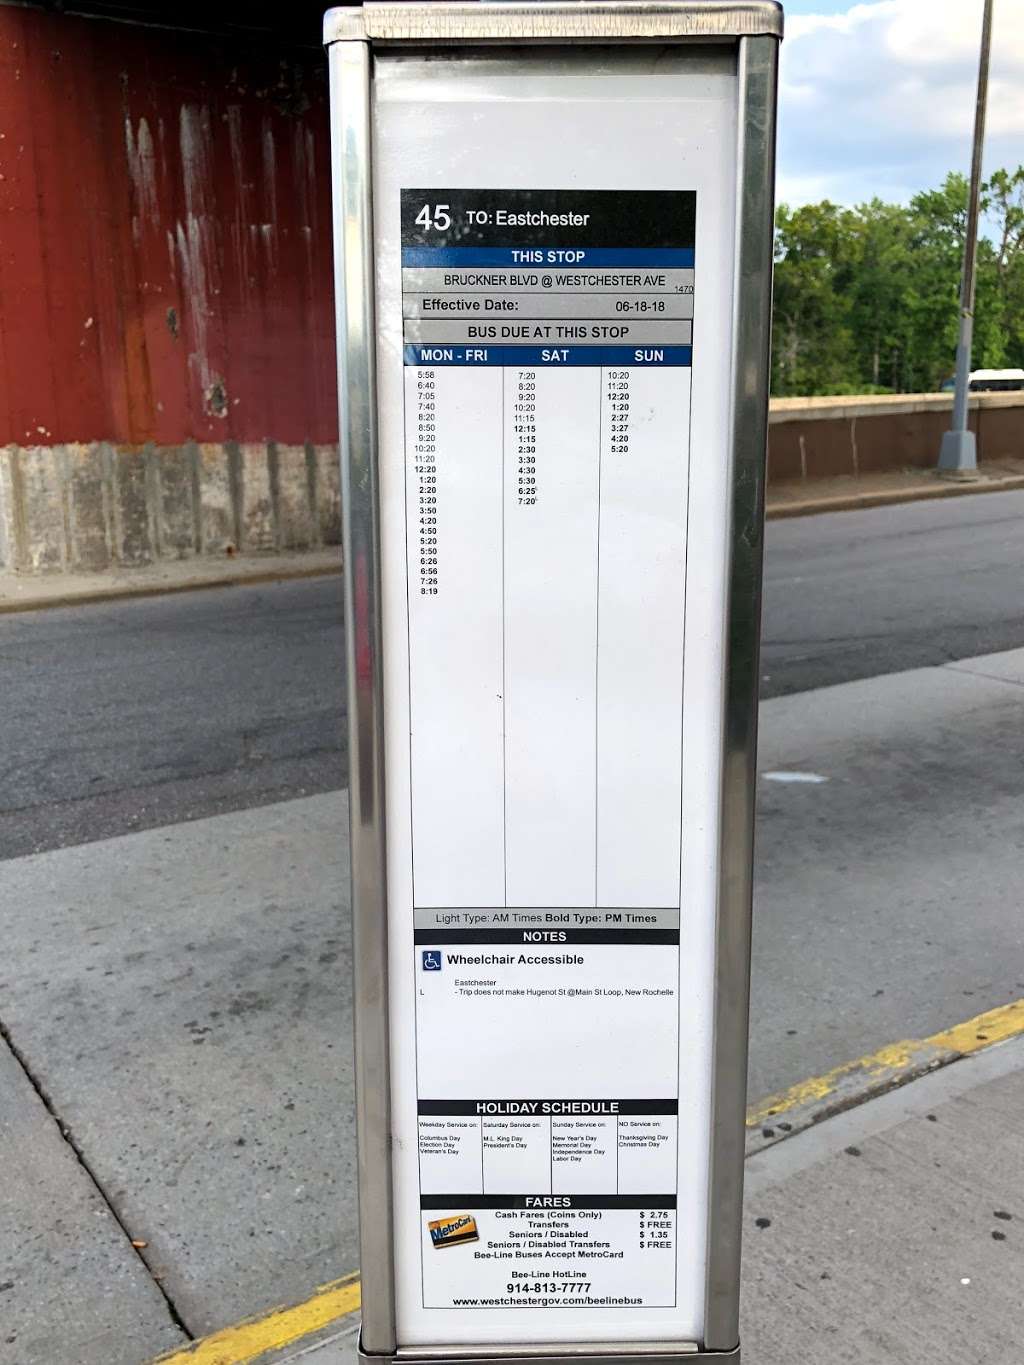 45 TO: Eastchester
THIS STOP
BRUCKNER BLVD @ WESTCHESTER AVE 1470
Effective Date: 06-18-18
BUS DUE AT THIS STOP
MON - FRI SAT SUN
5:58 7:20 10:20
6:40 8:20 11:20
7:05 9:20 12:20
7:40 10:20 1:20
8:20 11:15 2:27
8:50 12:15 3:27
9:20 1:15 4:20
10:20 2:30 5:20
11:20 3:30
12:20 4:30
1:20 5:30
2:20 6:25L
3:20 7:20L
3:50
4:20
4:50
5:20
5:50
6:26
6:56
7:26
8:19
Light Type: AM Times Bold Type: PM Times
NOTES
Wheelchair Accessible
Eastchester
L - Trip does not make Hugenot St @Main St Loop, New Rochelle
HOLIDAY SCHEDULE
Weekday Service on: Saturday Service on: Sunday Service on: NO Service on:
Columbus Day M.L. King Day New Year's Day Thanksgiving Day
Election Day President's Day Memorial Day Christmas Day
Veteran's Day Independence Day
Labor Day
FARES
MetroCard
Cash Fares (Coins Only) $ 2.75
Transfers $ FREE
Seniors / Disabled $ 1.35
Seniors / Disabled Transfers $ FREE
Bee-Line Buses Accept MetroCard
Bee-Line HotLine
914-813-7777
www.westchestergov.com/beelinebus